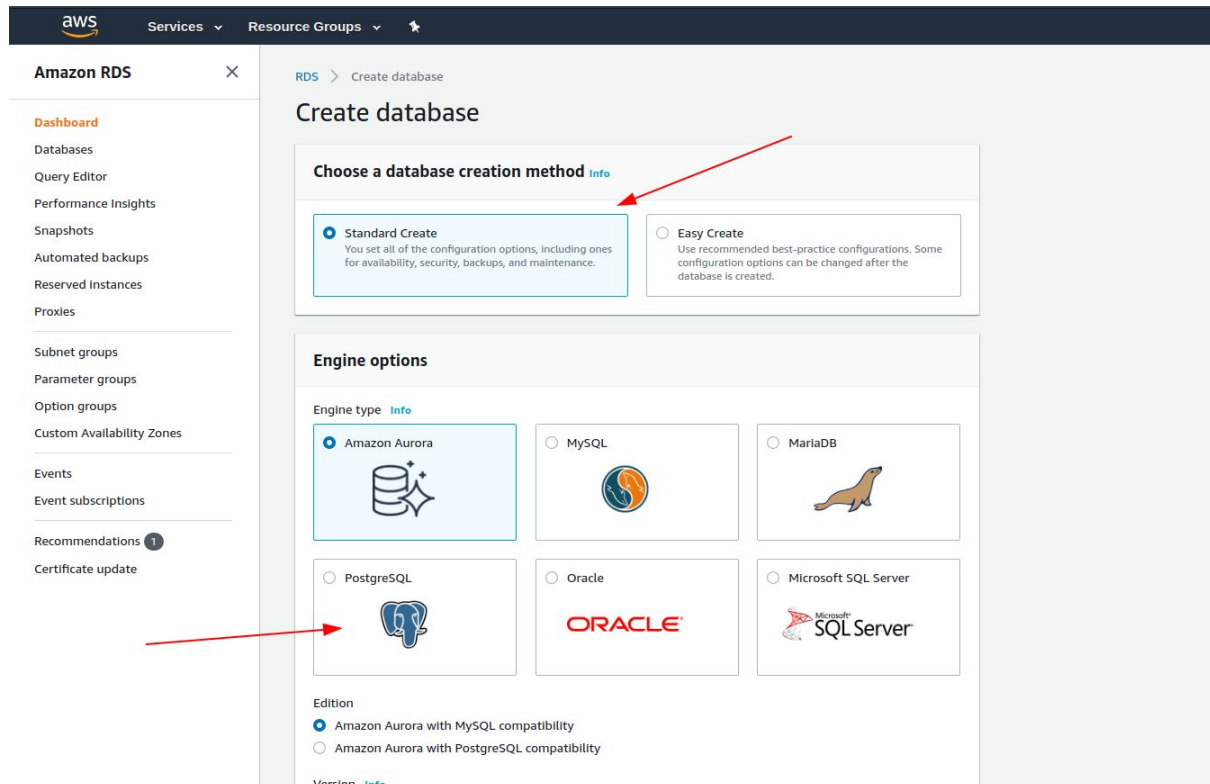 aws
Services
Resource Groups
Amazon RDS
Dashboard
Databases
Query Editor
Performance Insights
Snapshots
Automated backups
Reserved instances
Proxies
Subnet groups
Parameter groups
Option groups
Custom Availability Zones
Events
Event subscriptions
Recommendations 1
Certificate update
RDS > Create database
Create database
Choose a database creation method Info
Standard Create
You set all of the configuration options, including ones
for availability, security, backups, and maintenance.
Easy Create
Use recommended best-practice configurations. Some
configuration options can be changed after the
database is created.
Engine options
Engine type Info
Amazon Aurora
MySQL
MariaDB
PostgreSQL
Oracle
ORACLE
Microsoft SQL Server
Microsoft
SQL Server
Edition
Amazon Aurora with MySQL compatibility
Amazon Aurora with PostgreSQL compatibility
Version Info